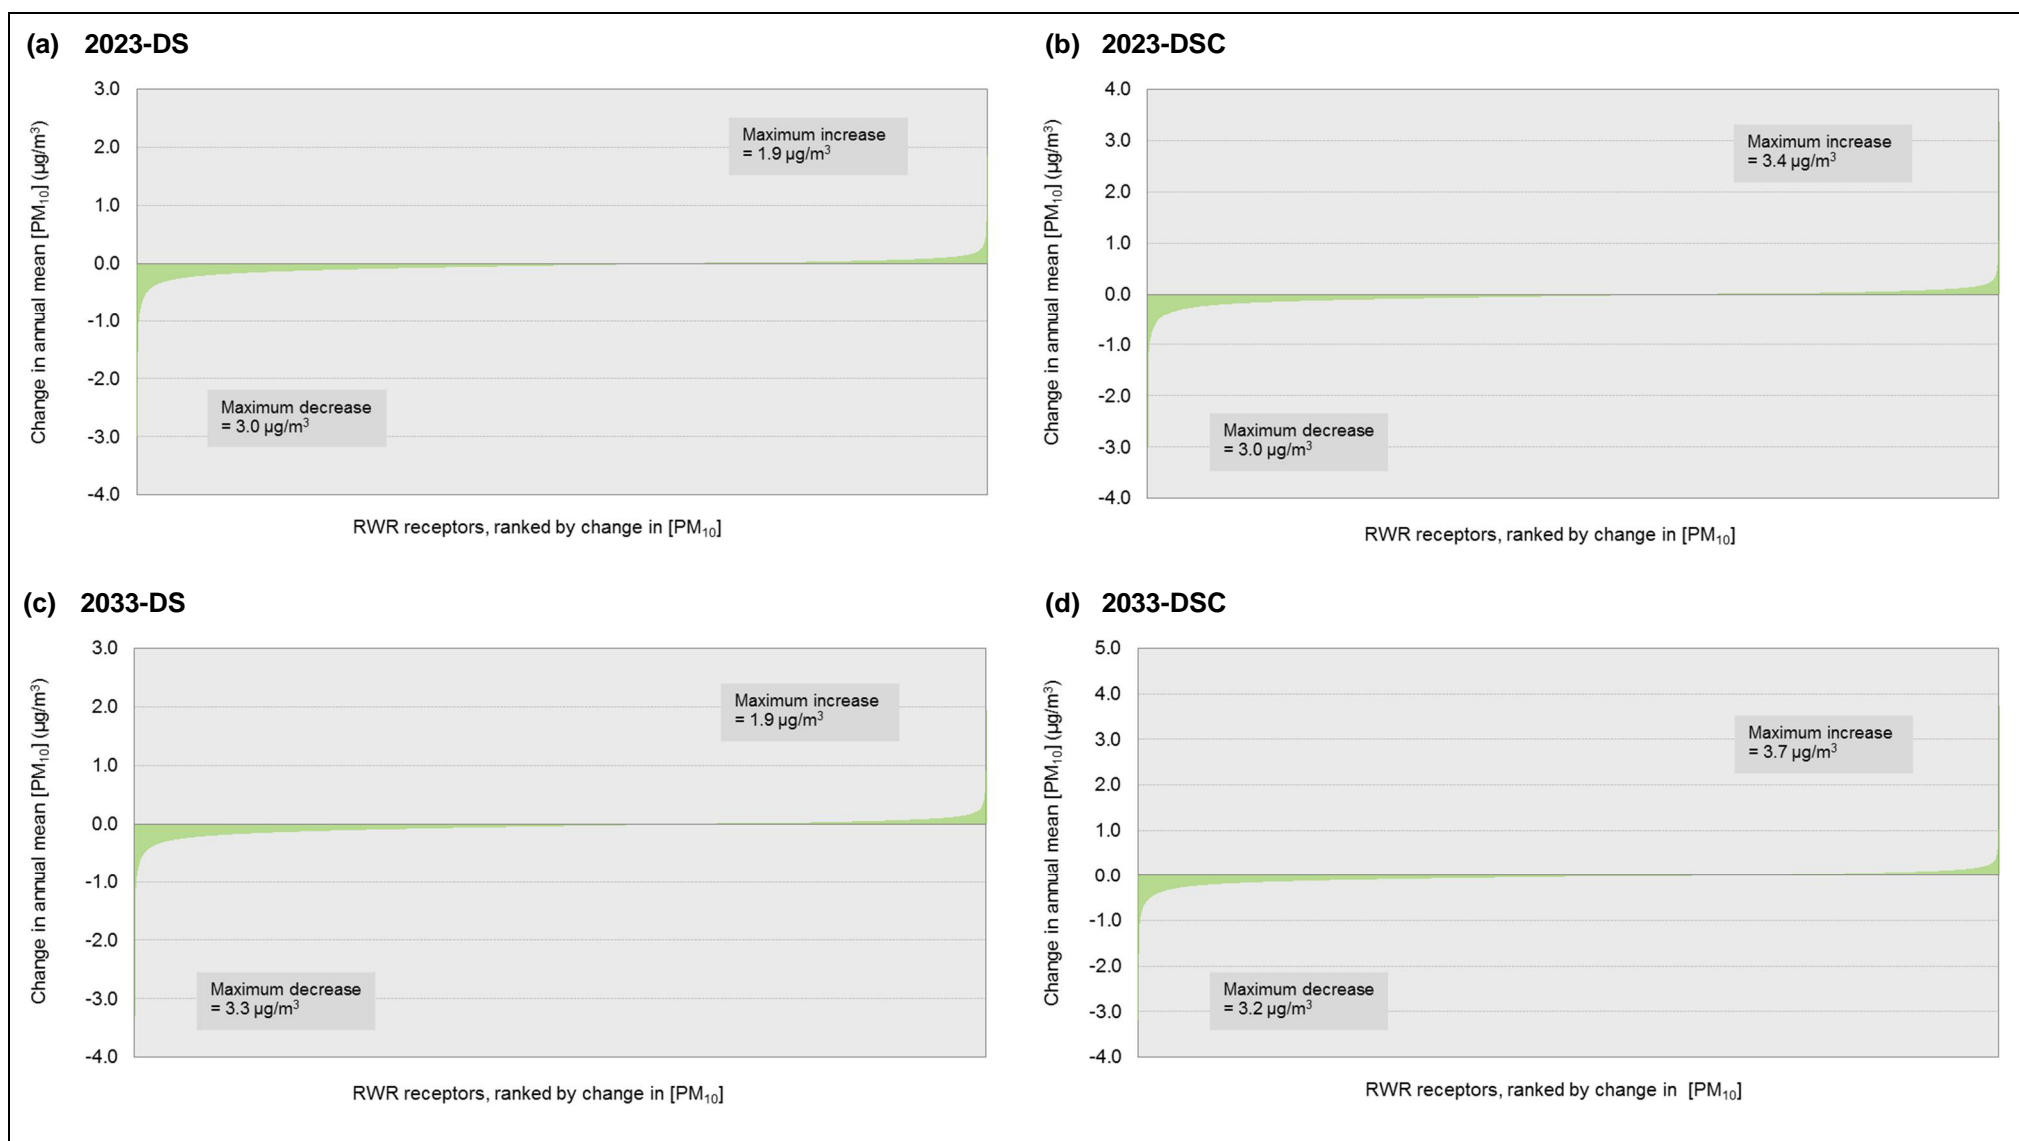 (a) 2023-DS
3.0
2.0
1.0
0.0
-1.0
-2.0
-3.0
-4.0
Change in annual mean [PM₁₀] (µg/m³)
Maximum increase
= 1.9 µg/m³
Maximum decrease
= 3.0 µg/m³
RWR receptors, ranked by change in [PM₁₀]
(b) 2023-DSC
4.0
3.0
2.0
1.0
0.0
-1.0
-2.0
-3.0
-4.0
Change in annual mean [PM₁₀] (µg/m³)
Maximum increase
= 3.4 µg/m³
Maximum decrease
= 3.0 µg/m³
RWR receptors, ranked by change in [PM₁₀]
(c) 2033-DS
3.0
2.0
1.0
0.0
-1.0
-2.0
-3.0
-4.0
Change in annual mean [PM₁₀] (µg/m³)
Maximum increase
= 1.9 µg/m³
Maximum decrease
= 3.3 µg/m³
RWR receptors, ranked by change in [PM₁₀]
(d) 2033-DSC
5.0
4.0
3.0
2.0
1.0
0.0
-1.0
-2.0
-3.0
-4.0
Change in annual mean [PM₁₀] (µg/m³)
Maximum increase
= 3.7 µg/m³
Maximum decrease
= 3.2 µg/m³
RWR receptors, ranked by change in [PM₁₀]